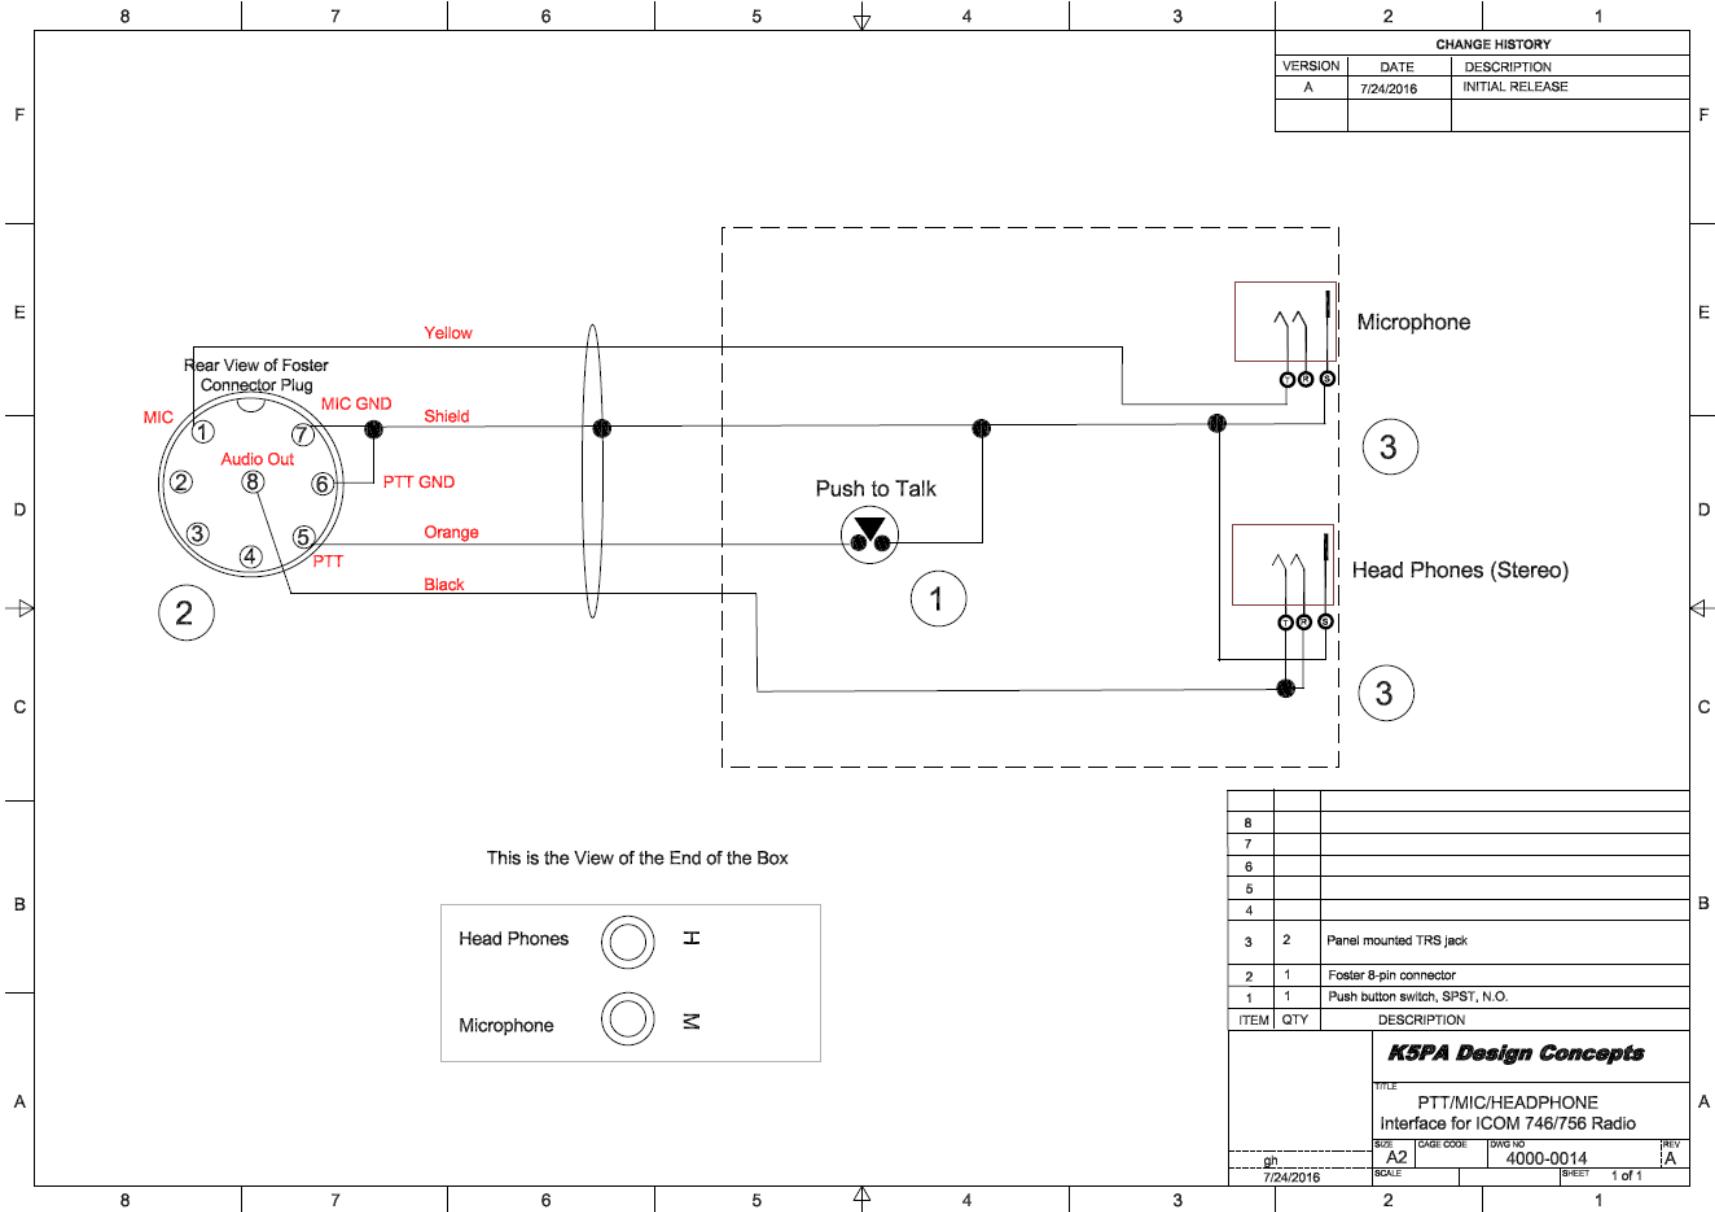 8 7 6 5 4 3 2 1
CHANGE HISTORY
VERSION DATE DESCRIPTION
A 7/24/2016 INITIAL RELEASE
F F
E E
Microphone
Yellow
Rear View of Foster
Connector Plug
T R S
MIC MIC GND Shield
1 7
3
Audio Out
2 8 6 PTT GND
Push to Talk
D D
3 5 Orange
4 PTT
Head Phones (Stereo)
Black
1
2
T R S
3
C C
This is the View of the End of the Box
Head Phones H
Microphone M
B B
8
7
6
5
4
3 2 Panel mounted TRS jack
2 1 Foster 8-pin connector
1 1 Push button switch, SPST, N.O.
ITEM QTY DESCRIPTION
K5PA Design Concepts
TITLE
PTT/MIC/HEADPHONE
Interface for ICOM 746/756 Radio
A A
SIZE CAGE CODE DWG NO REV
A2 4000-0014 A
gh
7/24/2016
SCALE SHEET 1 of 1
8 7 6 5 4 3 2 1